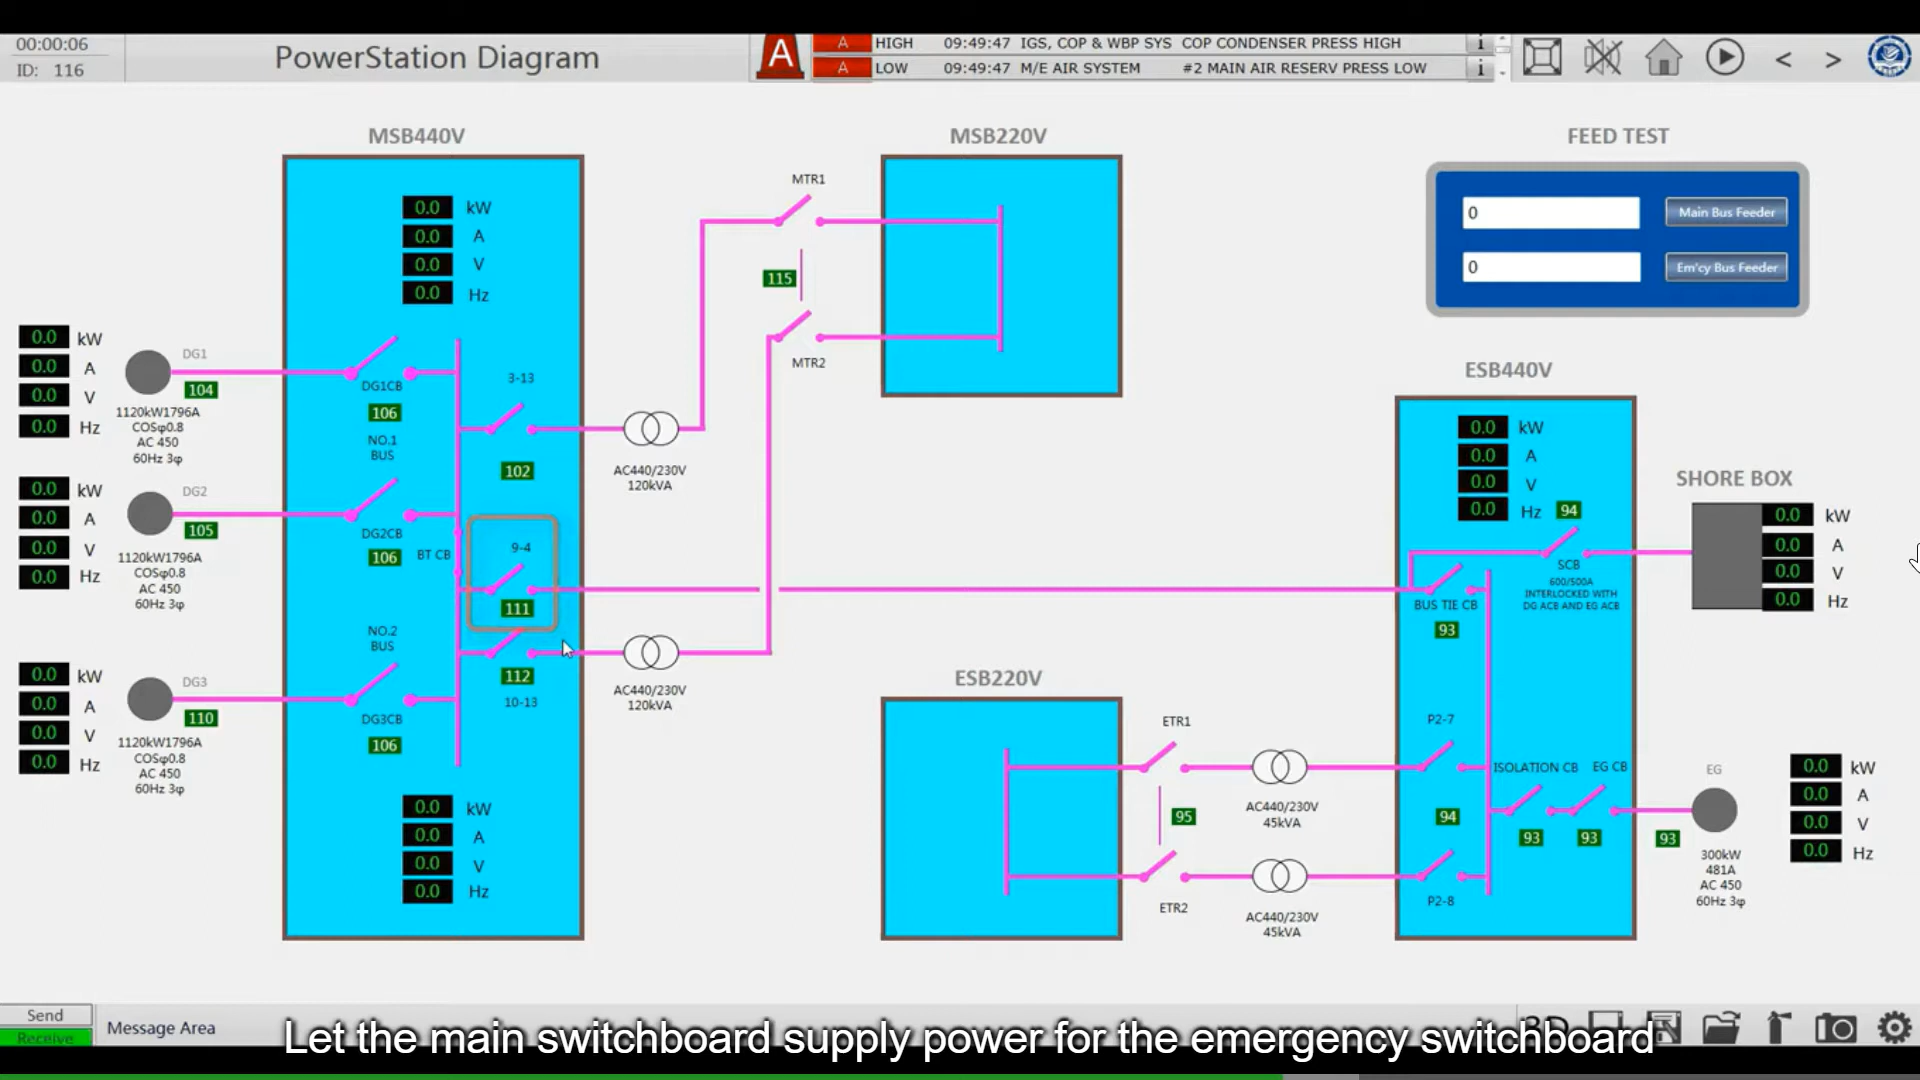 00:00:06
ID: 116
PowerStation Diagram
A
A HIGH 09:49:47 IGS, COP & WBP SYS COP CONDENSER PRESS HIGH i
A LOW 09:49:47 M/E AIR SYSTEM #2 MAIN AIR RESERV PRESS LOW i
< >
MSB440V
0.0 kW
0.0 A
0.0 V
0.0 Hz
0.0 kW
0.0 A
0.0 V
0.0 Hz
DG1
104
1120kW1796A
COSφ0.8
AC 450
60Hz 3φ
DG1CB
106
NO.1
BUS
3-13
102
AC440/230V
120kVA
0.0 kW
0.0 A
0.0 V
0.0 Hz
DG2
105
1120kW1796A
COSφ0.8
AC 450
60Hz 3φ
DG2CB
106
BT CB
9-4
111
NO.2
BUS
112
10-13
AC440/230V
120kVA
0.0 kW
0.0 A
0.0 V
0.0 Hz
DG3
110
1120kW1796A
COSφ0.8
AC 450
60Hz 3φ
DG3CB
106
0.0 kW
0.0 A
0.0 V
0.0 Hz
MSB220V
MTR1
115
MTR2
FEED TEST
0 Main Bus Feeder
0 Em'cy Bus Feeder
ESB440V
0.0 kW
0.0 A
0.0 V
0.0 Hz
94
SCB
600/500A
INTERLOCKED WITH
DG ACB AND EG ACB
BUS TIE CB
93
SHORE BOX
0.0 kW
0.0 A
0.0 V
0.0 Hz
ESB220V
ETR1
95
ETR2
AC440/230V
45kVA
AC440/230V
45kVA
P2-7
94
P2-8
ISOLATION CB EG CB
93 93 93
EG
300kW
481A
AC 450
60Hz 3φ
0.0 kW
0.0 A
0.0 V
0.0 Hz
Send
Receive
Message Area
Let the main switchboard supply power for the emergency switchboard